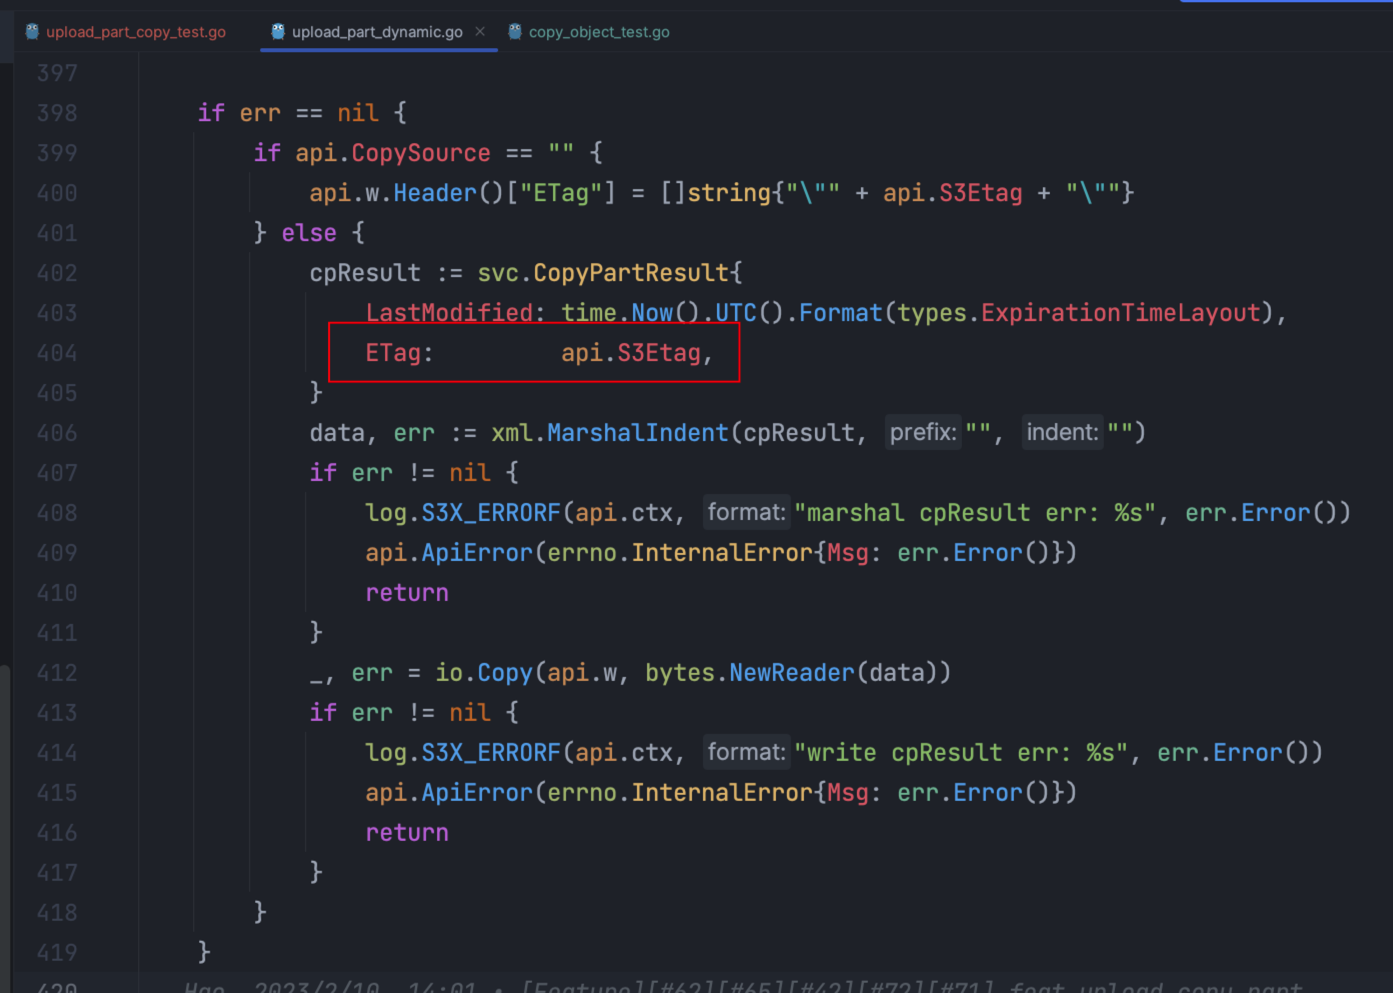 upload_part_copy_test.go upload_part_dynamic.go copy_object_test.go
397
398 if err == nil {
399 if api.CopySource == "" {
400 api.w.Header()["ETag"] = []string{"\"" + api.S3Etag + "\""}
401 } else {
402 cpResult := svc.CopyPartResult{
403 LastModified: time.Now().UTC().Format(types.ExpirationTimeLayout),
404 ETag: api.S3Etag,
405 }
406 data, err := xml.MarshalIndent(cpResult, prefix: "", indent: "")
407 if err != nil {
408 log.S3X_ERRORF(api.ctx, format: "marshal cpResult err: %s", err.Error())
409 api.ApiError(errno.InternalError{Msg: err.Error()})
410 return
411 }
412 _, err = io.Copy(api.w, bytes.NewReader(data))
413 if err != nil {
414 log.S3X_ERRORF(api.ctx, format: "write cpResult err: %s", err.Error())
415 api.ApiError(errno.InternalError{Msg: err.Error()})
416 return
417 }
418 }
419 }
420 2023/2/10, 14:01 • [Feature][#62][#65][#42][#72][#71] feat upload copy part